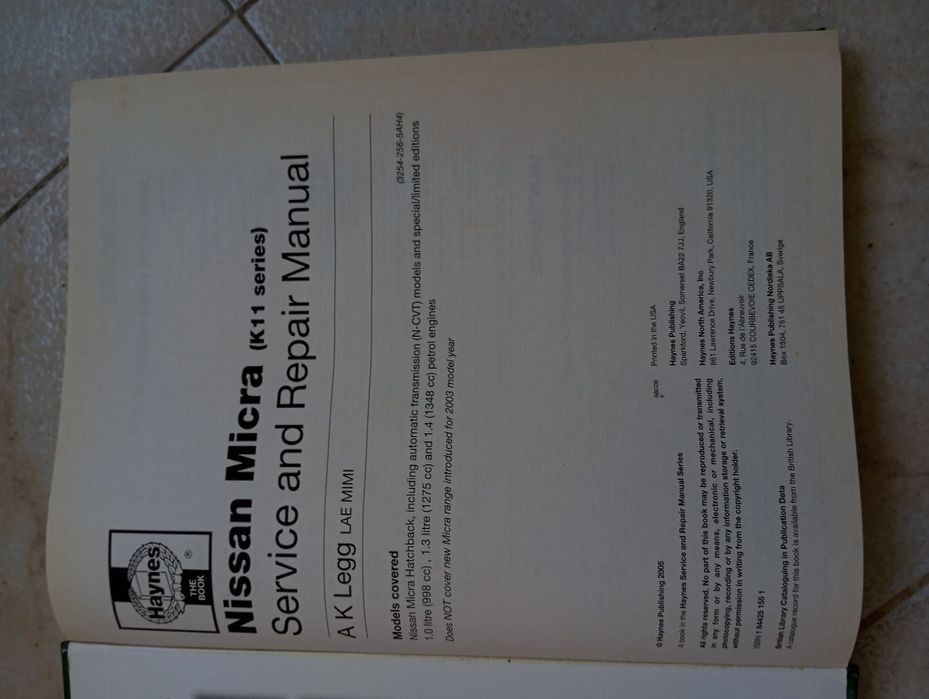 Haynes
THE
BOOK
®
Nissan Micra (K11 series)
Service and Repair Manual
A K Legg LAE MIMI
Models covered
(3254-256-5AH4)
Nissan Micra Hatchback, including automatic transmission (N-CVT) models and special/limited editions
1.0 litre (998 cc) , 1.3 litre (1275 cc) and 1.4 (1348 cc) petrol engines
Does NOT cover new Micra range introduced for 2003 model year
© Haynes Publishing 2005
A book in the Haynes Service and Repair Manual Series
All rights reserved. No part of this book may be reproduced or transmitted
in any form or by any means, electronic or mechanical, including
photocopying, recording or by any information storage or retrieval system,
without permission in writing from the copyright holder.
ISBN 1 84425 155 1
British Library Cataloguing in Publication Data
A catalogue record for this book is available from the British Library.
ABCDE
F
Printed in the USA
Haynes Publishing
Sparkford, Yeovil, Somerset BA22 7JJ, England
Haynes North America, Inc
861 Lawrence Drive, Newbury Park, California 91320, USA
Editions Haynes
4, Rue de l'Abreuvoir
92415 COURBEVOIE CEDEX, France
Haynes Publishing Nordiska AB
Box 1504, 751 45 UPPSALA, Sverige